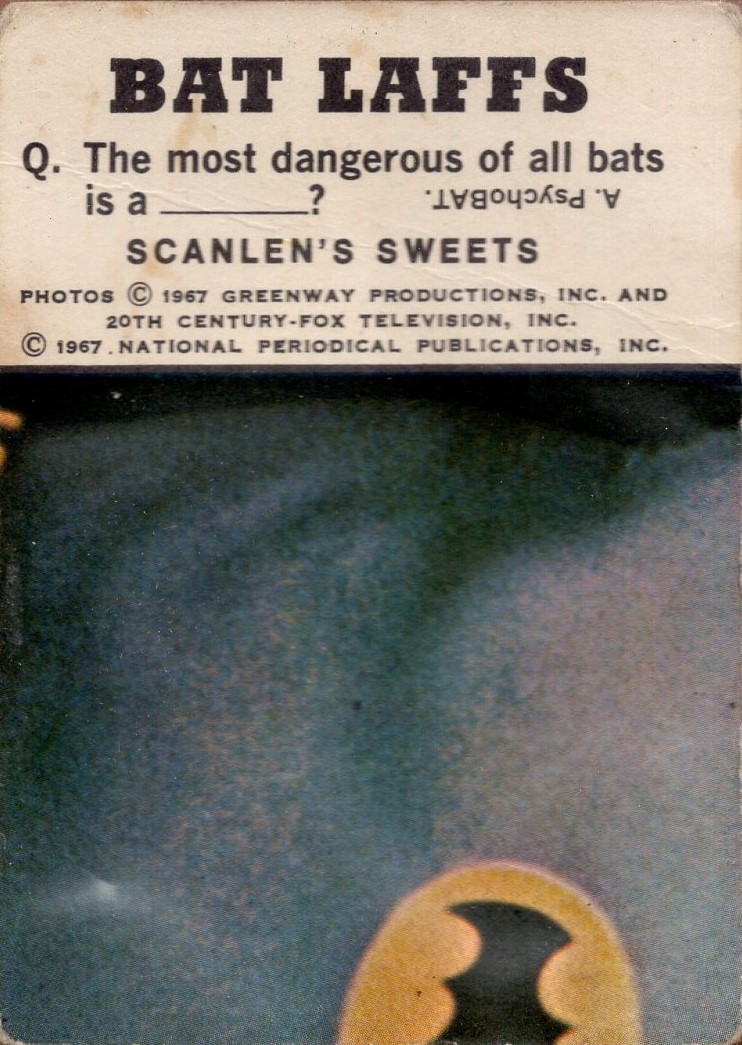 BAT LAFFS
Q. The most dangerous of all bats
is a ________?
A. PsychoBAT.
SCANLEN'S SWEETS
PHOTOS © 1967 GREENWAY PRODUCTIONS, INC. AND
20TH CENTURY-FOX TELEVISION, INC.
© 1967. NATIONAL PERIODICAL PUBLICATIONS, INC.